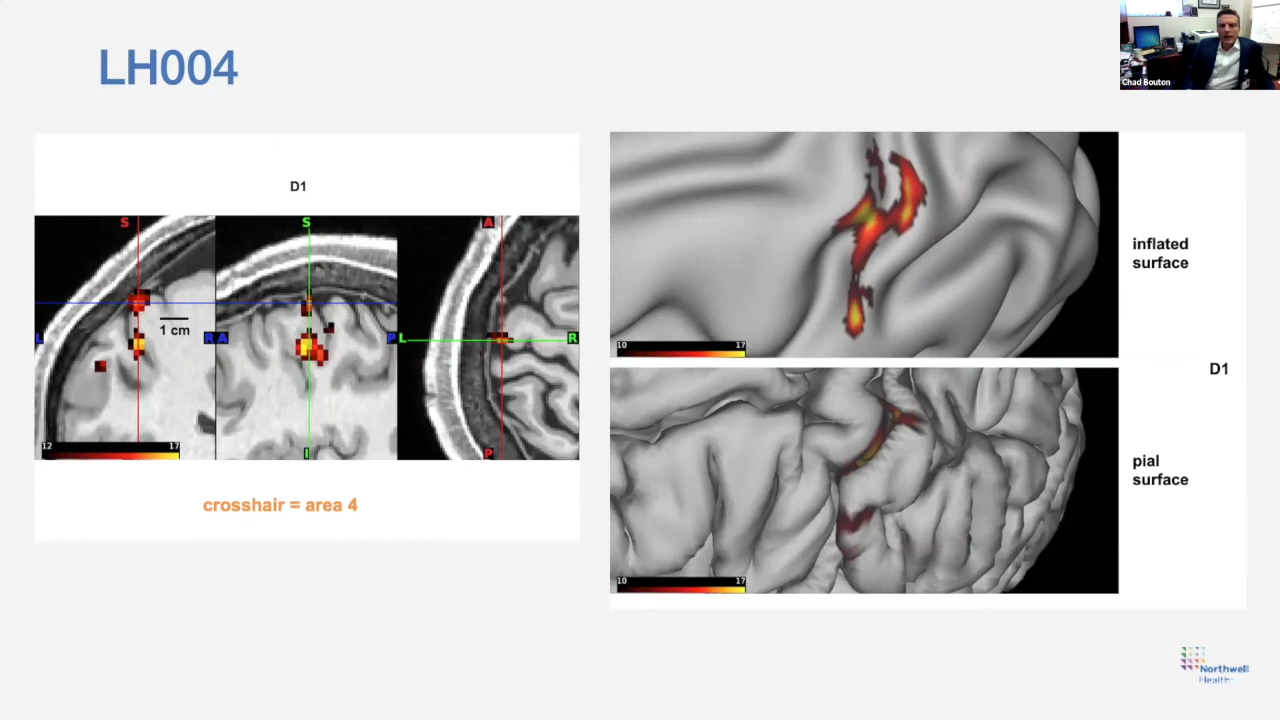 LH004
Chad Bouton
D1
S
S
A
1 cm
L
R
A
P
L
R
12
17
I
P
crosshair = area 4
10
17
inflated
surface
D1
pial
surface
10
17
Northwell
Health